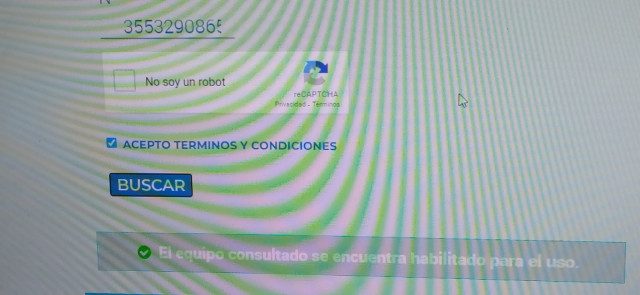 No soy un robot
reCAPTCHA
Privacidad - Términos
ACEPTO TERMINOS Y CONDICIONES
BUSCAR
El equipo consultado se encuentra habilitado para el uso.